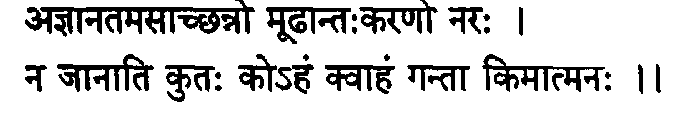 अज्ञानतमसाच्छन्नो मूढान्तःकरणो नरः ।
न जानाति कुतः कोऽहं क्वाहं गन्ता किमात्मनः ।।